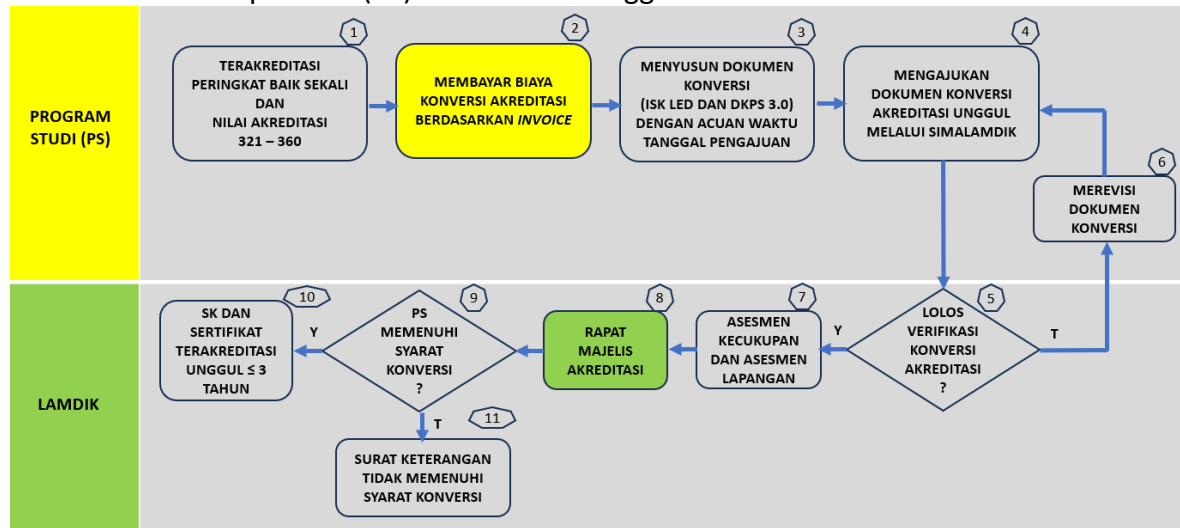 PROGRAM
STUDI (PS)
1
TERAKREDITASI
PERINGKAT BAIK SEKALI
DAN
NILAI AKREDITASI
321 – 360
2
MEMBAYAR BIAYA
KONVERSI AKREDITASI
BERDASARKAN INVOICE
3
MENYUSUN DOKUMEN
KONVERSI
(ISK LED DAN DKPS 3.0)
DENGAN ACUAN WAKTU
TANGGAL PENGAJUAN
4
MENGAJUKAN
DOKUMEN KONVERSI
AKREDITASI UNGGUL
MELALUI SIMALAMDIK
6
MEREVISI
DOKUMEN
KONVERSI
LAMDIK
5
LOLOS
VERIFIKASI
KONVERSI
AKREDITASI
?
T
Y
7
ASESMEN
KECUKUPAN
DAN ASESMEN
LAPANGAN
8
RAPAT
MAJELIS
AKREDITASI
9
PS
MEMENUHI
SYARAT
KONVERSI
?
Y
10
SK DAN
SERTIFIKAT
TERAKREDITASI
UNGGUL ≤ 3
TAHUN
T
11
SURAT KETERANGAN
TIDAK MEMENUHI
SYARAT KONVERSI